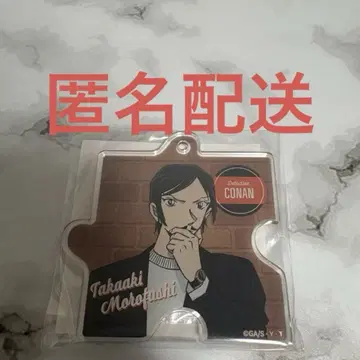 匿名配送
Detective
CONAN
Takaaki
Morofushi
©GA/S・Y・T